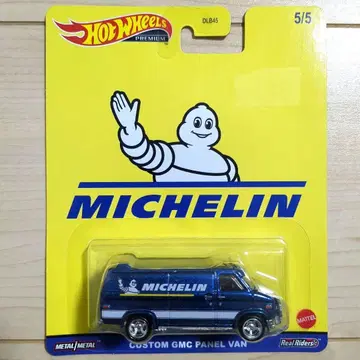 HOT WHEELS
PREMIUM
DLB45
5/5
MICHELIN
MICHELIN
MATTEL
METAL/METAL
CUSTOM GMC PANEL VAN
Real Riders